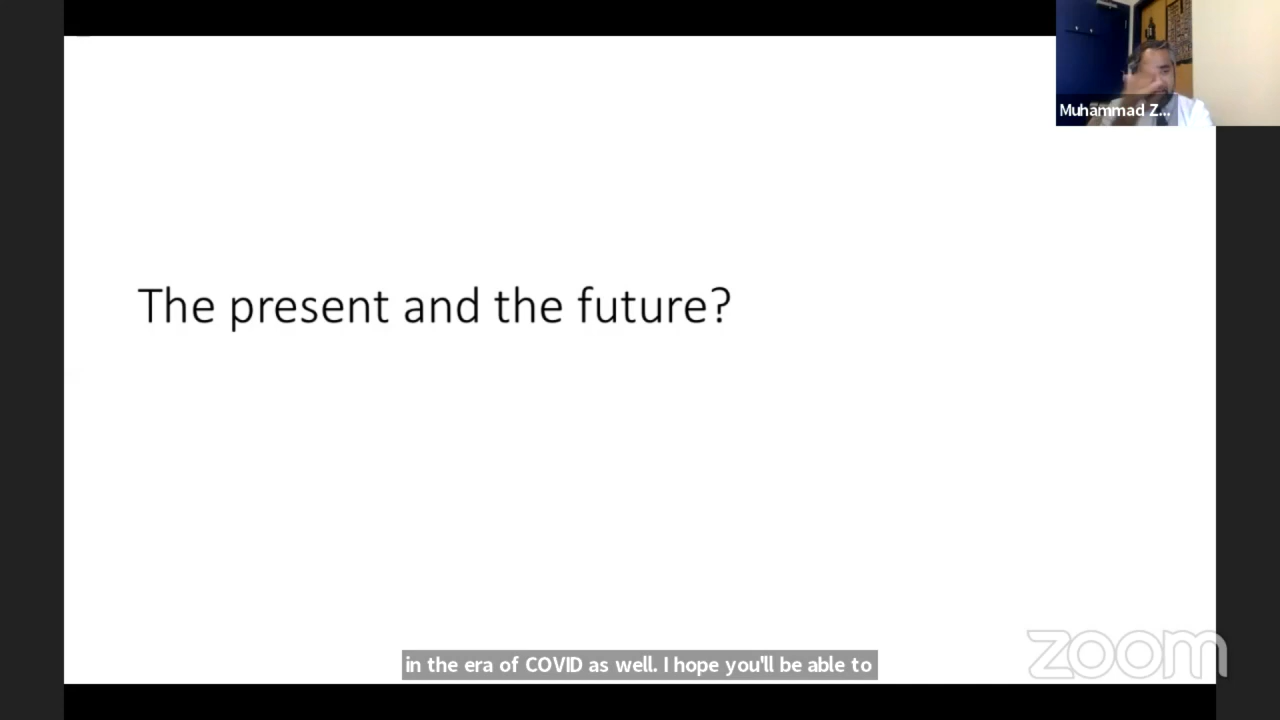 Muhammad Z...
The present and the future?
in the era of COVID as well. I hope you'll be able to
zoom